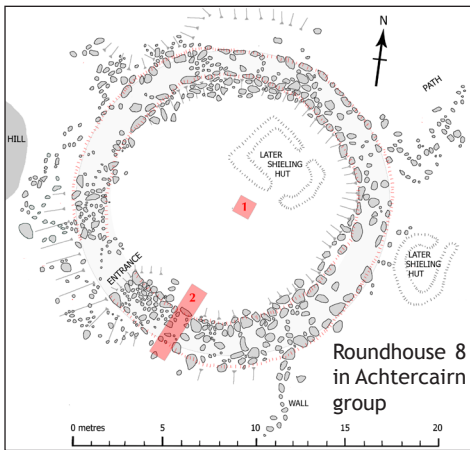 N
PATH
HILL
LATER
SHIELING
HUT
1
LATER
SHIELING
HUT
ENTRANCE
2
Roundhouse 8
in Achtercairn
group
WALL
0 metres 5 10 15 20